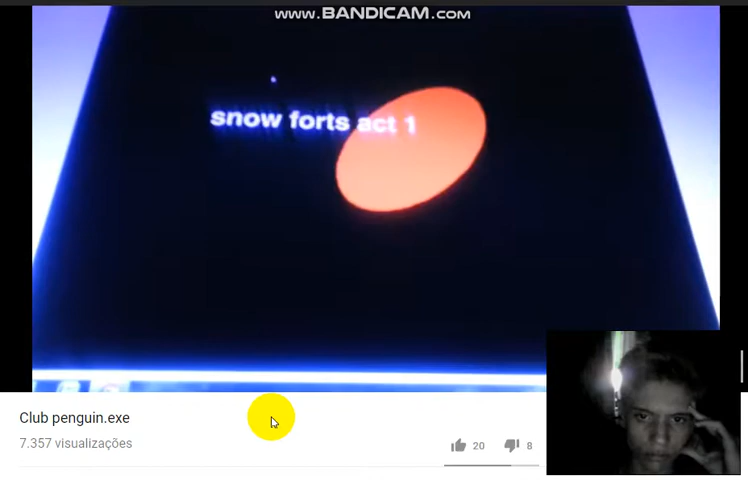 www.BANDICAM.com
snow forts act 1
Club penguin.exe
7.357 visualizações
20
8